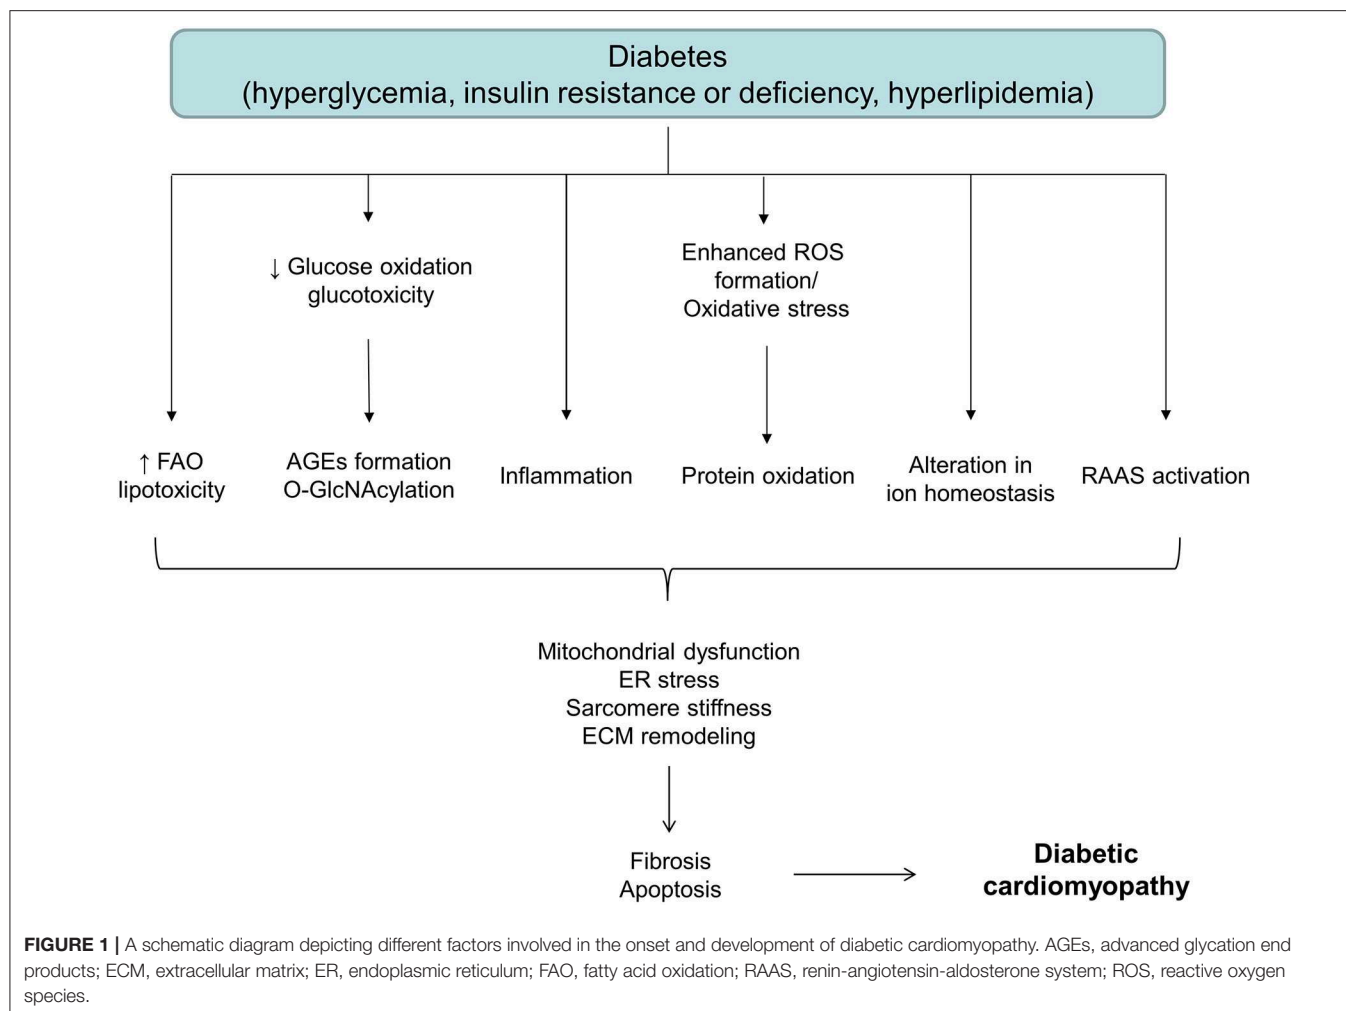 Diabetes
(hyperglycemia, insulin resistance or deficiency, hyperlipidemia)
↓ Glucose oxidation
glucotoxicity
Enhanced ROS
formation/
Oxidative stress
↑ FAO
lipotoxicity
AGEs formation
O-GlcNAcylation
Inflammation
Protein oxidation
Alteration in
ion homeostasis
RAAS activation
Mitochondrial dysfunction
ER stress
Sarcomere stiffness
ECM remodeling
Fibrosis
Apoptosis
Diabetic
cardiomyopathy
FIGURE 1 | A schematic diagram depicting different factors involved in the onset and development of diabetic cardiomyopathy. AGEs, advanced glycation end
products; ECM, extracellular matrix; ER, endoplasmic reticulum; FAO, fatty acid oxidation; RAAS, renin-angiotensin-aldosterone system; ROS, reactive oxygen
species.